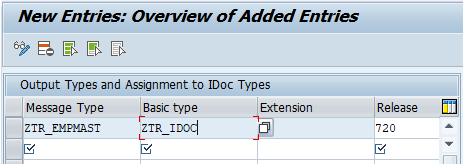 New Entries: Overview of Added Entries
Output Types and Assignment to IDoc Types
Message Type Basic type Extension Release
ZTR_EMPMAST ZTR_IDOC 720